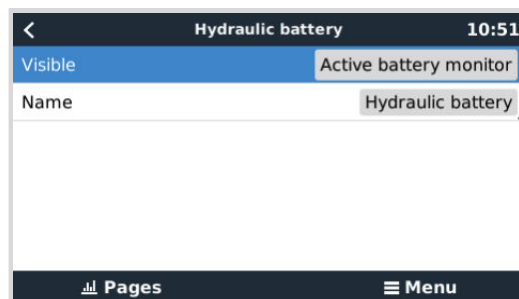 Hydraulic battery 10:51
Visible Active battery monitor
Name Hydraulic battery
Pages Menu